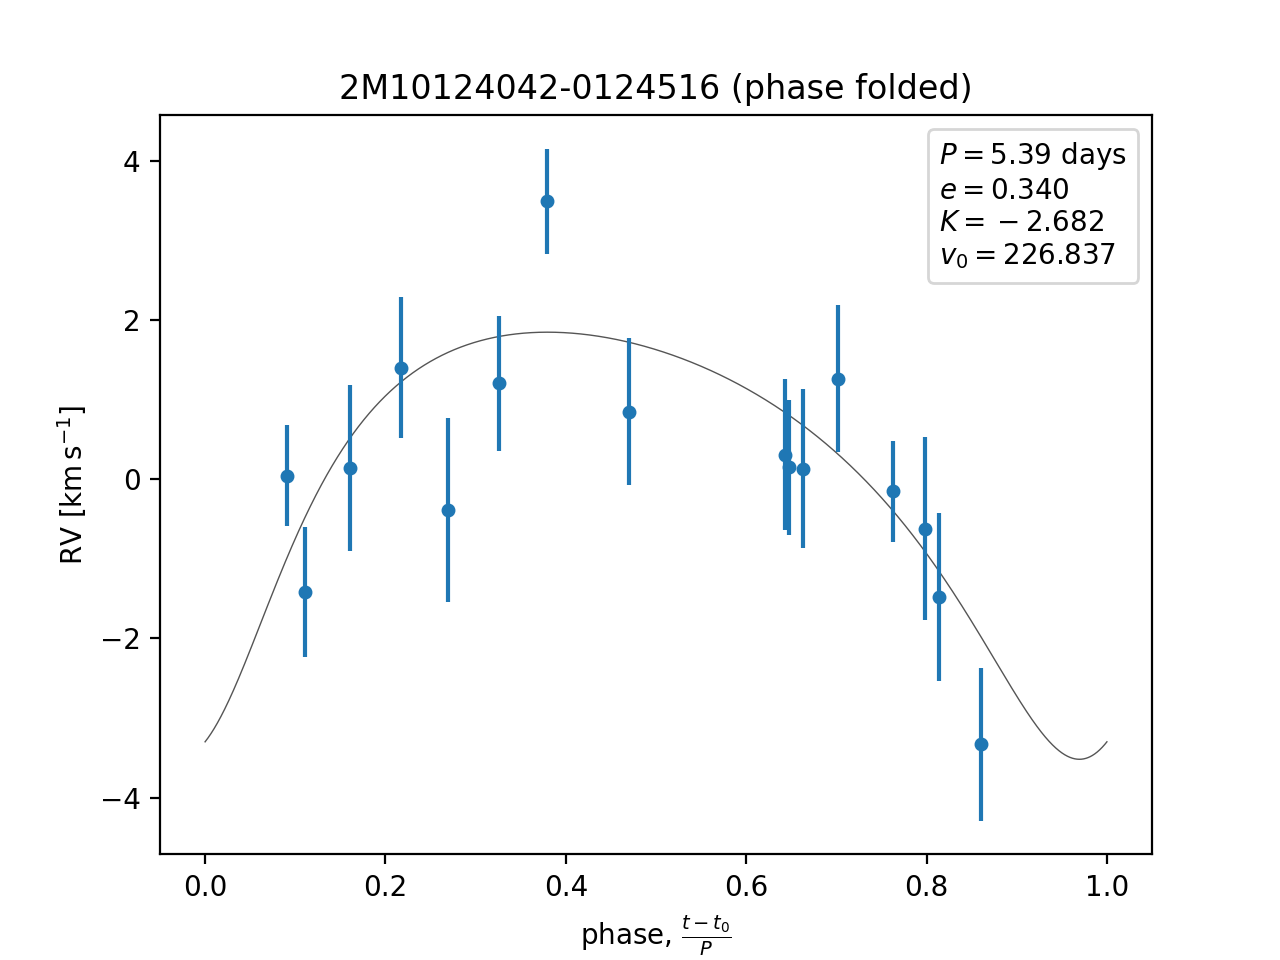 2M10124042-0124516 (phase folded)
P = 5.39 days
e = 0.340
K = −2.682
v₀ = 226.837
RV [km s⁻¹]
4
2
0
−2
−4
0.0 0.2 0.4 0.6 0.8 1.0
phase, (t − t₀)/P